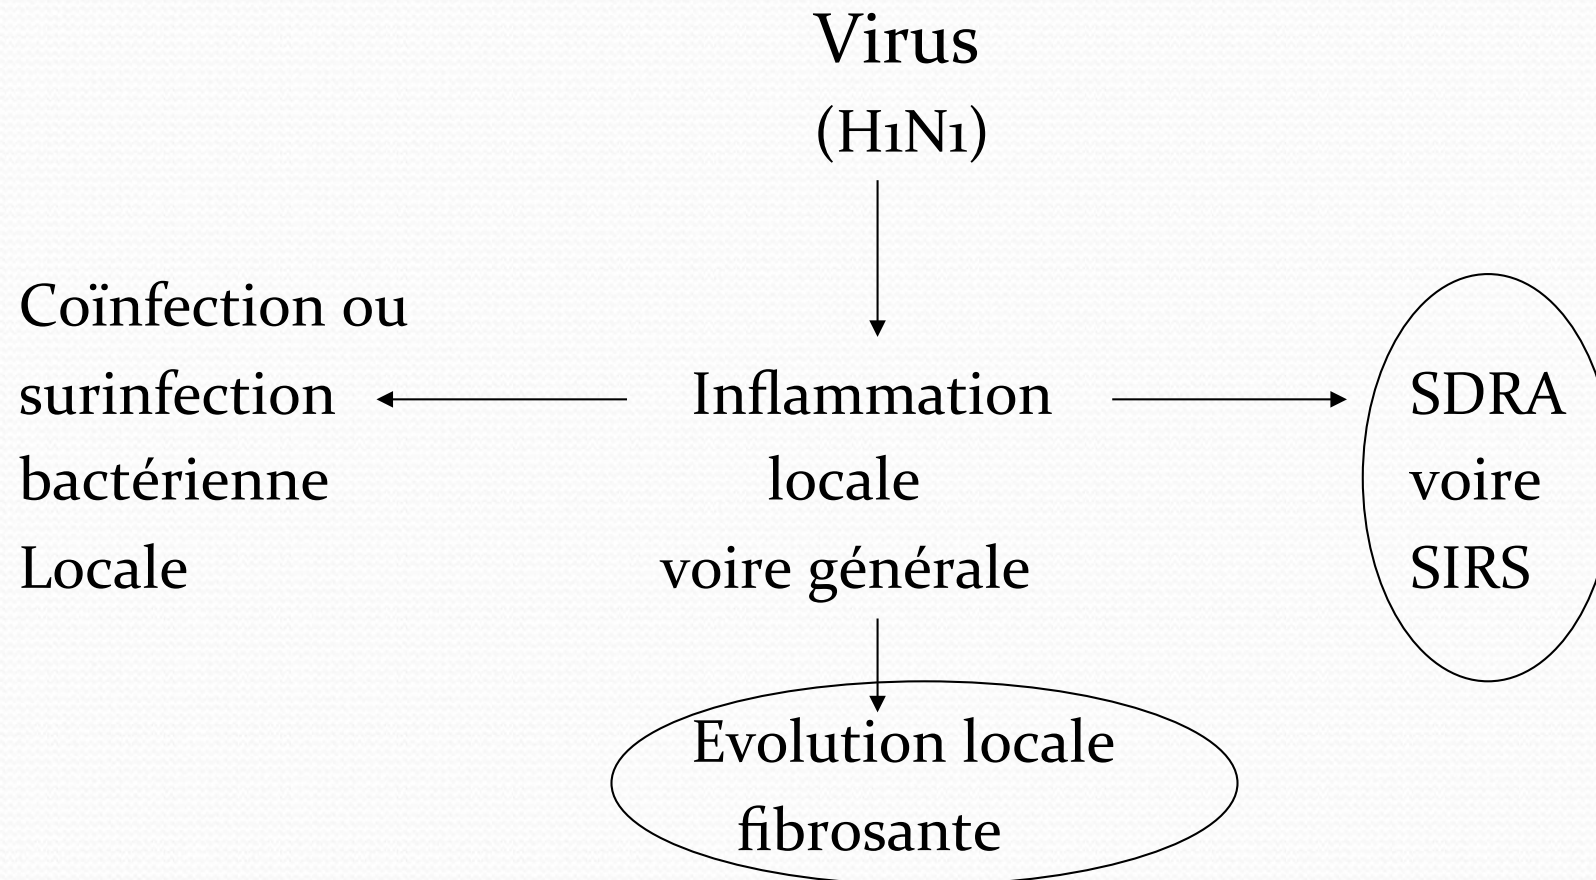 Virus
(H1N1)
Coïnfection ou
surinfection
bactérienne
Locale
Inflammation
locale
voire générale
SDRA
voire
SIRS
Evolution locale
fibrosante